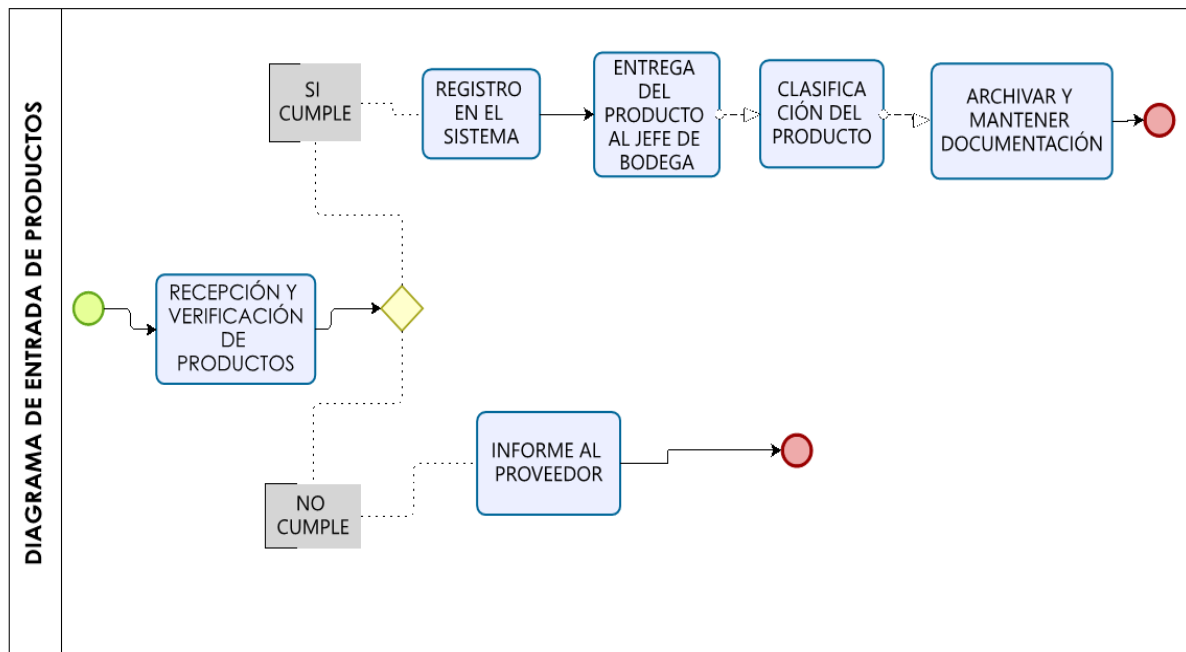 DIAGRAMA DE ENTRADA DE PRODUCTOS
SI
CUMPLE
REGISTRO
EN EL
SISTEMA
ENTREGA
DEL
PRODUCTO
AL JEFE DE
BODEGA
CLASIFICA
CIÓN DEL
PRODUCTO
ARCHIVAR Y
MANTENER
DOCUMENTACIÓN
RECEPCIÓN Y
VERIFICACIÓN
DE
PRODUCTOS
INFORME AL
PROVEEDOR
NO
CUMPLE